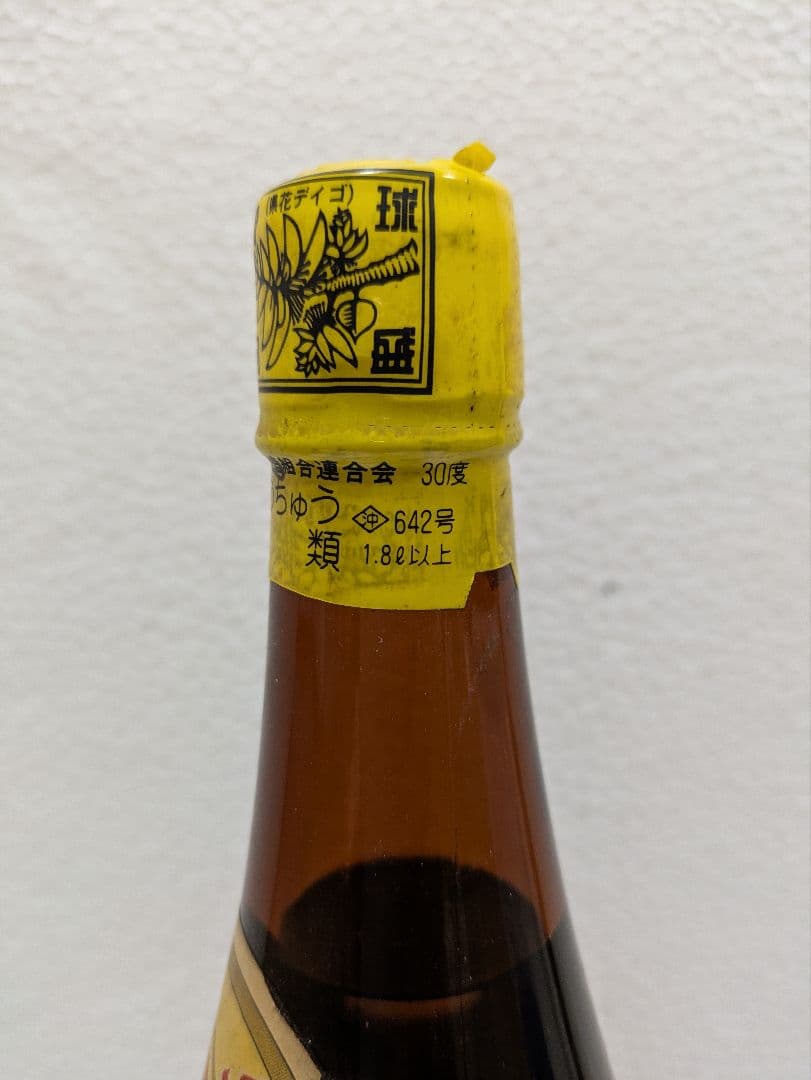 (県花デイゴ)
球
盛
組合連合会 30度
ちゅう
沖 642号
類
1.8ℓ以上